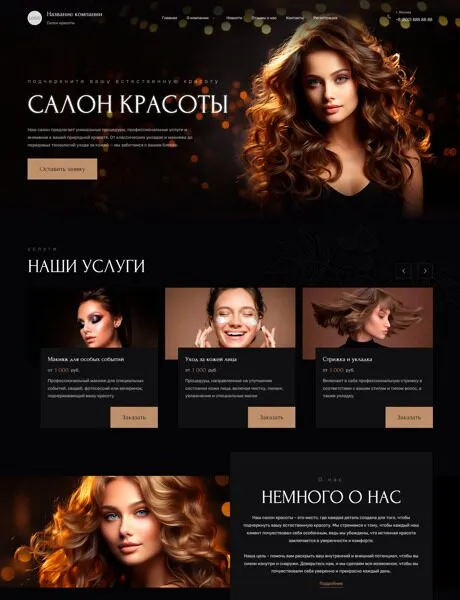 LOGO
Название компании
Салон красоты
Главная О компании Новости Отзывы о нас Контакты Регистрация
г. Москва
подчеркните вашу естественную красоту
САЛОН КРАСОТЫ
Наш салон предлагает уникальные процедуры, профессиональные услуги и
внимание к вашей природной красоте. От классических укладок и макияжа до
передовых технологий ухода за кожей – мы заботимся о вашем блеске.
Оставить заявку
услуги
НАШИ УСЛУГИ
Макияж для особых событий
от 1 000 руб.
Профессиональный макияж для специальных
событий, свадеб, фотосессий или вечеринок,
подчеркивающий вашу красоту.
Заказать
Уход за кожей лица
от 1 000 руб.
Процедуры, направленные на улучшение
состояния кожи лица, включая чистку, пилинг,
увлажнение и специальные маски
Заказать
Стрижка и укладка
от 1 000 руб.
Включает в себя профессиональную стрижку в
соответствии с вашим стилем и типом волос, а
также укладку.
Заказать
О нас
НЕМНОГО О НАС
Наш салон красоты – это место, где каждая деталь создана для того, чтобы
подчеркнуть вашу естественную красоту. Мы стремимся к тому, чтобы каждый наш
клиент почувствовал себя особенным, ведь мы убеждены, что истинная красота
заключается в уверенности и комфорте.
Наша цель – помочь вам раскрыть ваш внутренний и внешний потенциал, чтобы вы
сияли изнутри и снаружи. Доверьтесь нам, и мы сделаем все возможное, чтобы вы
почувствовали себя уверенно и прекрасно каждый день.
Подробнее